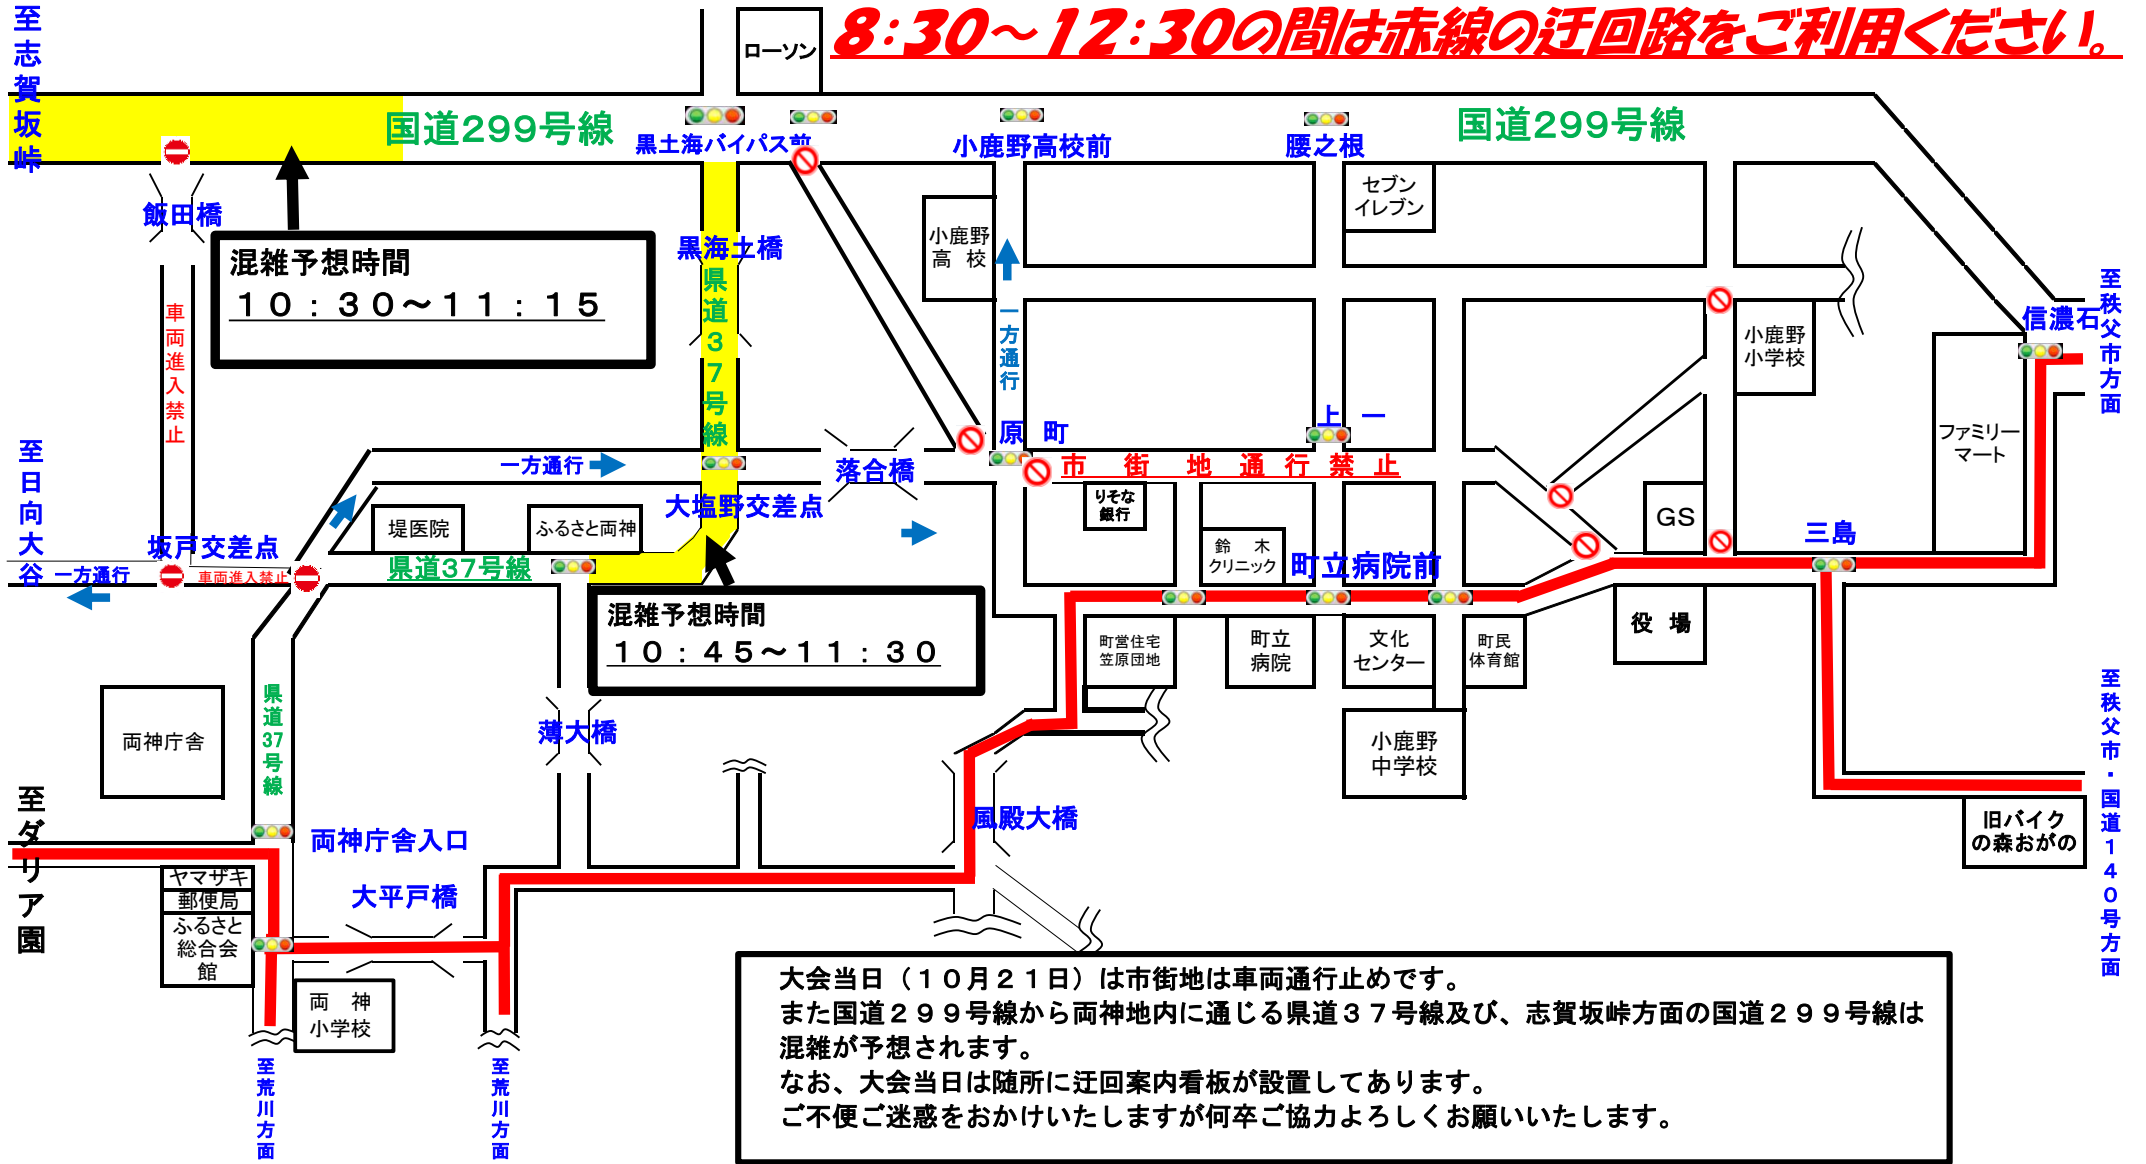 8:30～12:30の間は赤線の迂回路をご利用ください。
至志賀坂峠
ローソン
国道299号線
黒土海バイパス前
小鹿野高校前
腰之根
国道299号線
セブン
イレブン
飯田橋
小鹿野
高　校
黒海土橋
混雑予想時間
１０：３０～１１：１５
県道37号線
車両進入禁止
一方通行
小鹿野
小学校
信濃石
至秩父市方面
ファミリー
マート
上　一
原　町
市　街　地　通　行　禁　止
至日向大谷
一方通行
落合橋
大塩野交差点
りそな
銀行
堤医院
ふるさと両神
鈴　木
クリニック
GS
三島
坂戸交差点
一方通行
車両進入禁止
県道37号線
町立病院前
混雑予想時間
１０：４５～１１：３０
町営住宅
笠原団地
町立
病院
文化
センター
町民
体育館
役　場
県道37号線
両神庁舎
薄大橋
小鹿野
中学校
至秩父市・国道140号方面
至ダリア園
両神庁舎入口
風殿大橋
旧バイク
の森おがの
ヤマザキ
郵便局
ふるさと
総合会
館
大平戸橋
両　神
小学校
至荒川方面
至荒川方面
大会当日（１０月２１日）は市街地は車両通行止めです。
また国道２９９号線から両神地内に通じる県道３７号線及び、志賀坂峠方面の国道２９９号線は
混雑が予想されます。
なお、大会当日は随所に迂回案内看板が設置してあります。
ご不便ご迷惑をおかけいたしますが何卒ご協力よろしくお願いいたします。